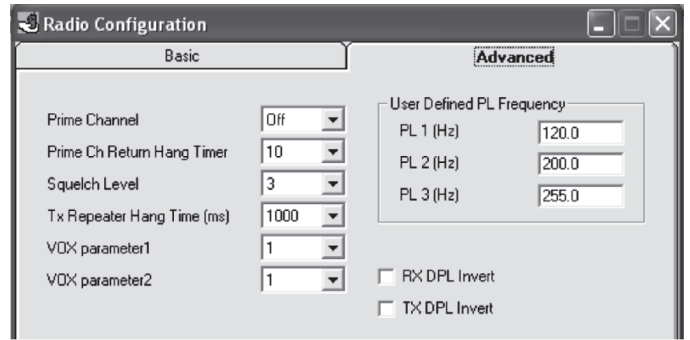 Radio Configuration
Basic
Advanced
Prime Channel Off
Prime Ch Return Hang Timer 10
Squelch Level 3
Tx Repeater Hang Time (ms) 1000
VOX parameter1 1
VOX parameter2 1
User Defined PL Frequency
PL 1 (Hz) 120.0
PL 2 (Hz) 200.0
PL 3 (Hz) 255.0
RX DPL Invert
TX DPL Invert